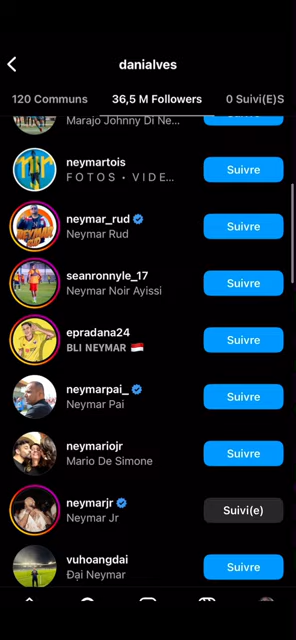 danialves
120 Communs
36,5 M Followers
0 Suivi(E)S
Marajo Johnny Di Ne...
Suivre
neymartois
F O T O S • V I D E...
Suivre
neymar_rud
Neymar Rud
Suivre
seanronnyle_17
Neymar Noir Ayissi
Suivre
epradana24
BLI NEYMAR 🇮🇩
Suivre
neymarpai_
Neymar Pai
Suivre
neymariojr
Mario De Simone
Suivre
neymarjr
Neymar Jr
Suivi(e)
vuhoangdai
Đại Neymar
Suivre